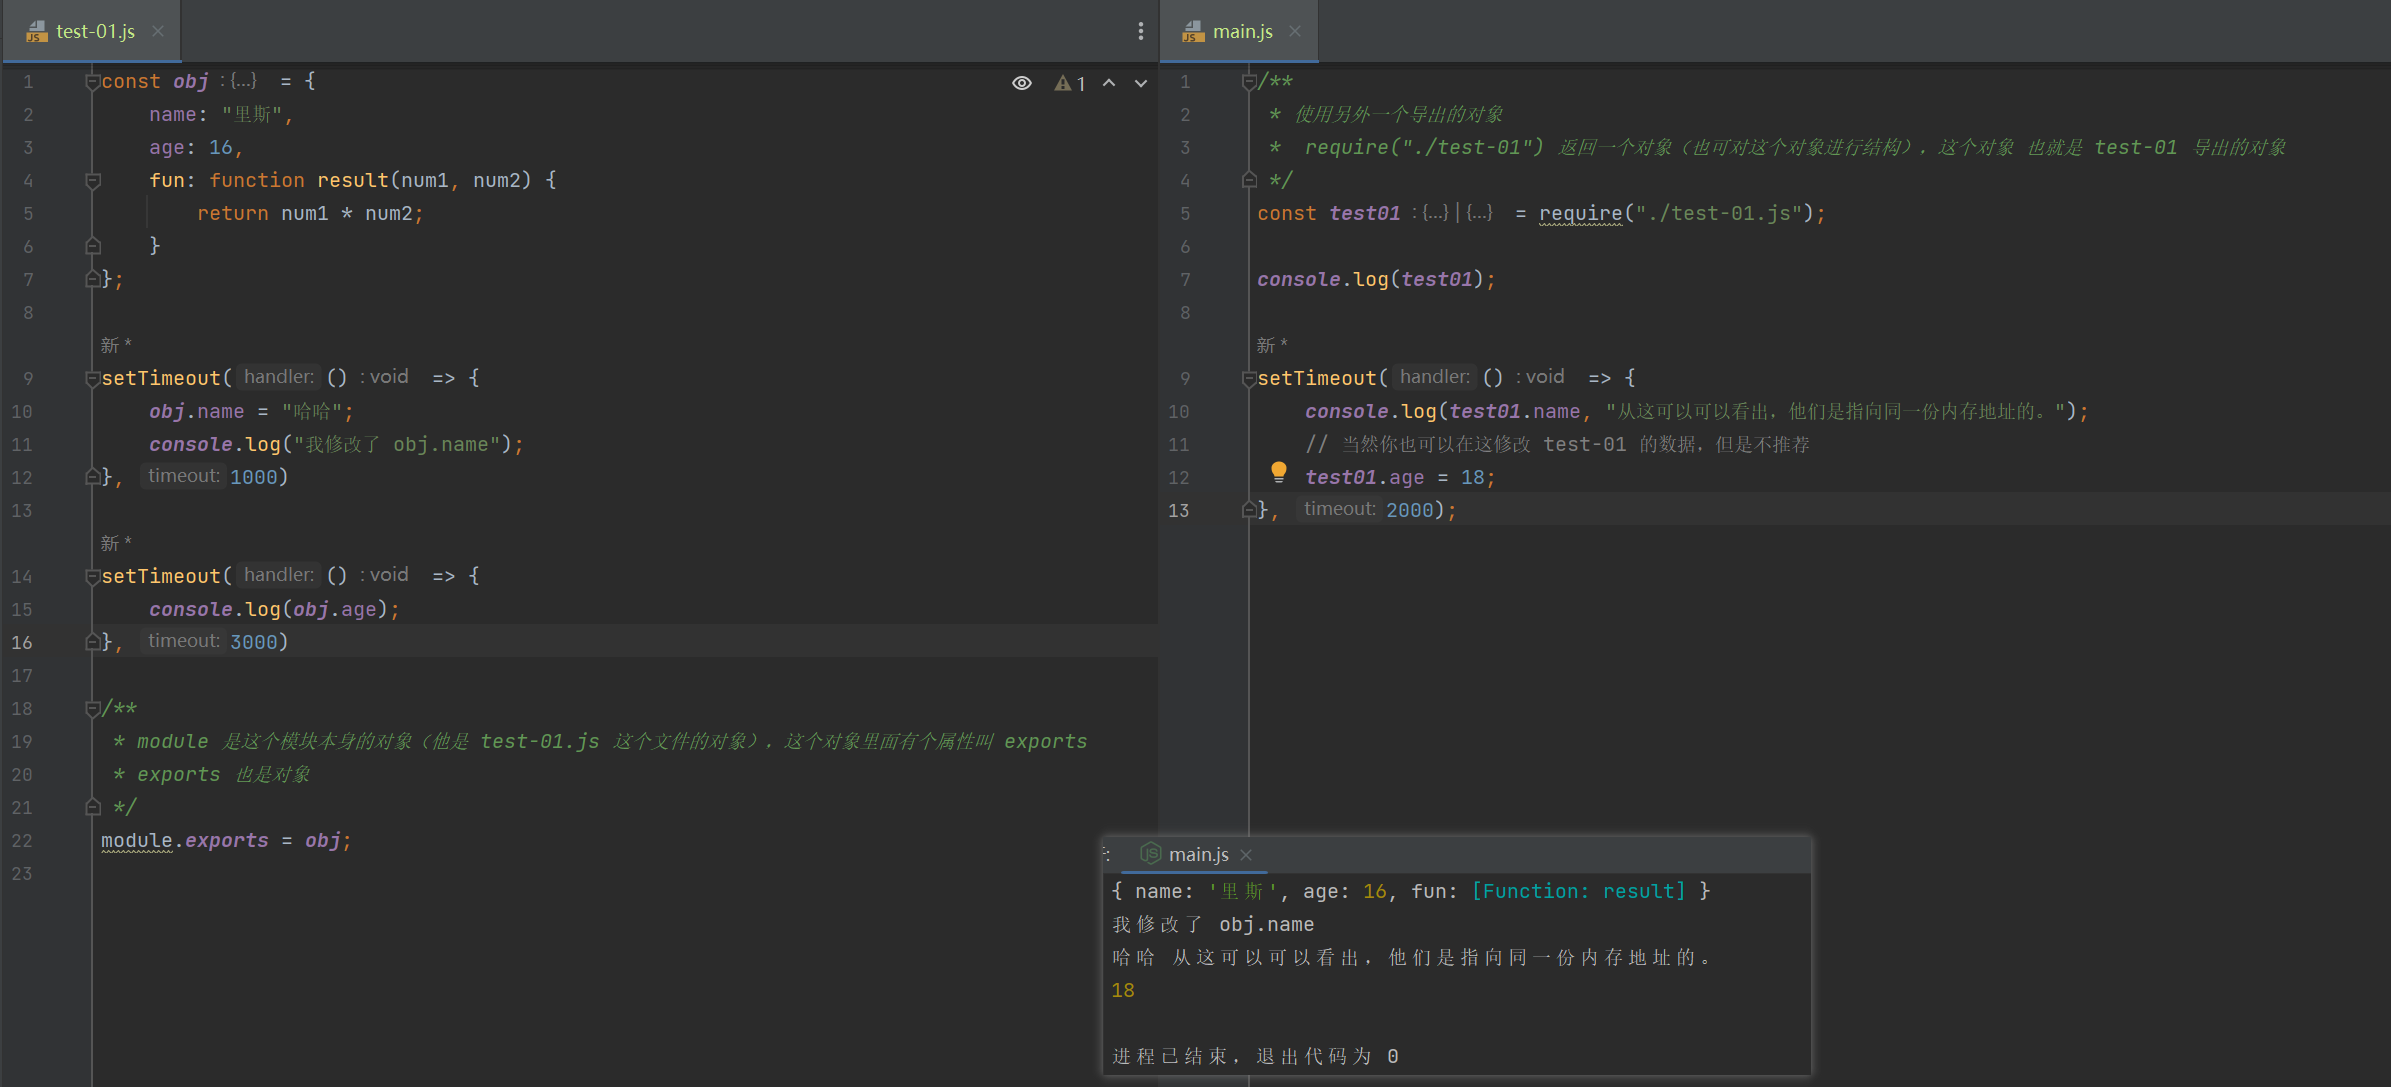 test-01.js
1 const obj : {...} = {
2 name: "里斯",
3 age: 16,
4 fun: function result(num1, num2) {
5 return num1 * num2;
6 }
7 };
8
新 *
9 setTimeout( handler: () : void => {
10 obj.name = "哈哈";
11 console.log("我修改了 obj.name");
12 }, timeout: 1000)
13
新 *
14 setTimeout( handler: () : void => {
15 console.log(obj.age);
16 }, timeout: 3000)
17
18 /**
19 * module 是这个模块本身的对象（他是 test-01.js 这个文件的对象），这个对象里面有个属性叫 exports
20 * exports 也是对象
21 */
22 module.exports = obj;
23
1
main.js
1 /**
2 * 使用另外一个导出的对象
3 * require("./test-01") 返回一个对象（也可对这个对象进行结构），这个对象 也就是 test-01 导出的对象
4 */
5 const test01 : {...} | {...} = require("./test-01.js");
6
7 console.log(test01);
8
新 *
9 setTimeout( handler: () : void => {
10 console.log(test01.name, "从这可以可以看出，他们是指向同一份内存地址的。");
11 // 当然你也可以在这修改 test-01 的数据，但是不推荐
12 test01.age = 18;
13 }, timeout: 2000);
main.js
{ name: '里斯', age: 16, fun: [Function: result] }
我修改了 obj.name
哈哈 从这可以可以看出，他们是指向同一份内存地址的。
18
进程已结束，退出代码为 0